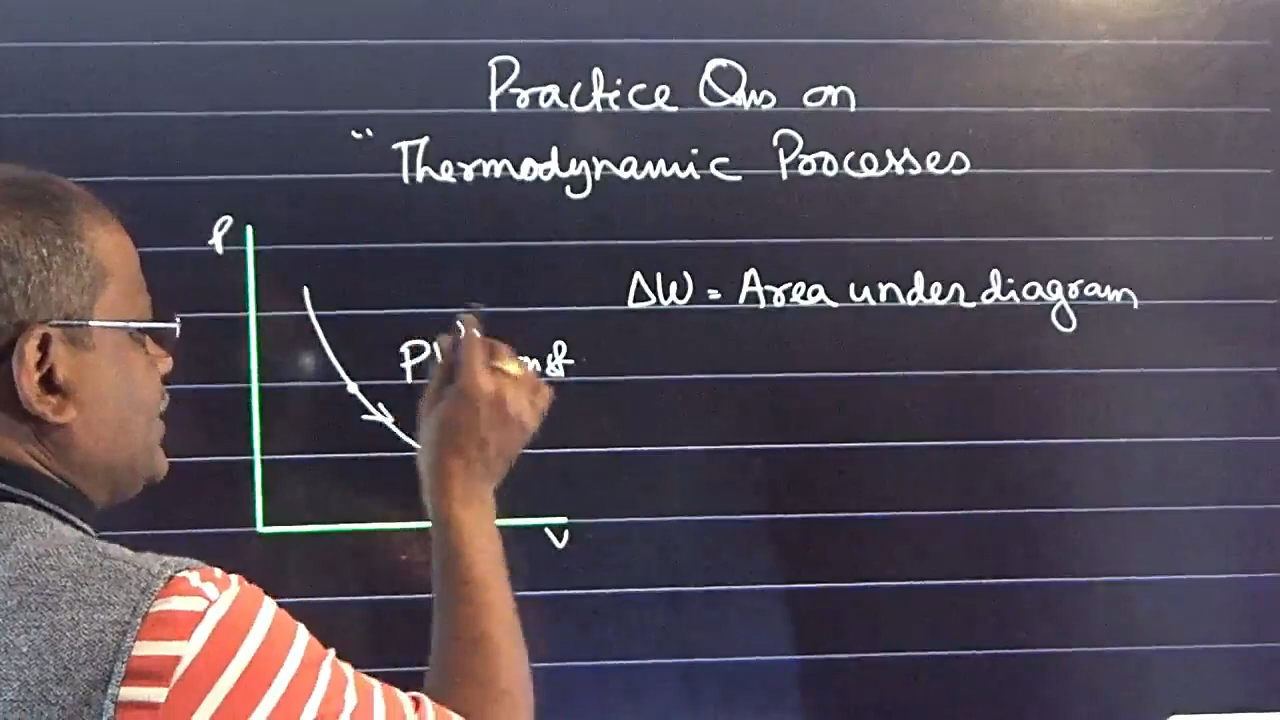 Practice Qns on
"Thermodynamic Processes
P
ΔW = Area under diagram
V